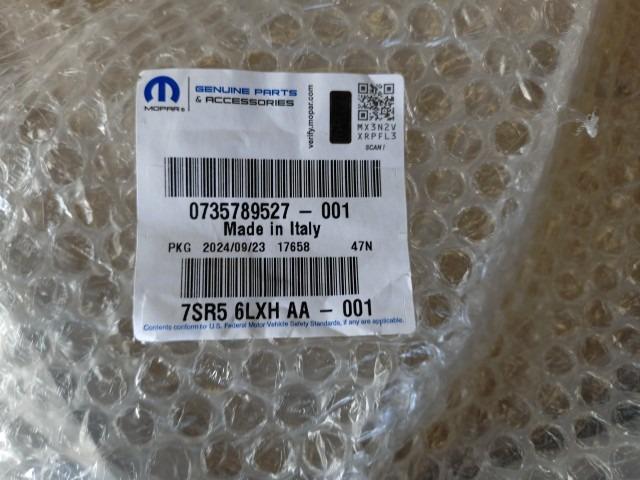 MOPAR®
GENUINE PARTS
& ACCESSORIES
verify.mopar.com
MX3N2V
XRPFL3
SCAN!
0735789527 - 001
Made in Italy
PKG 2024/09/23 17658 47N
7SR5 6LXH AA - 001
Contents conform to U.S. Federal Motor Vehicle Safety Standards, if any are applicable.